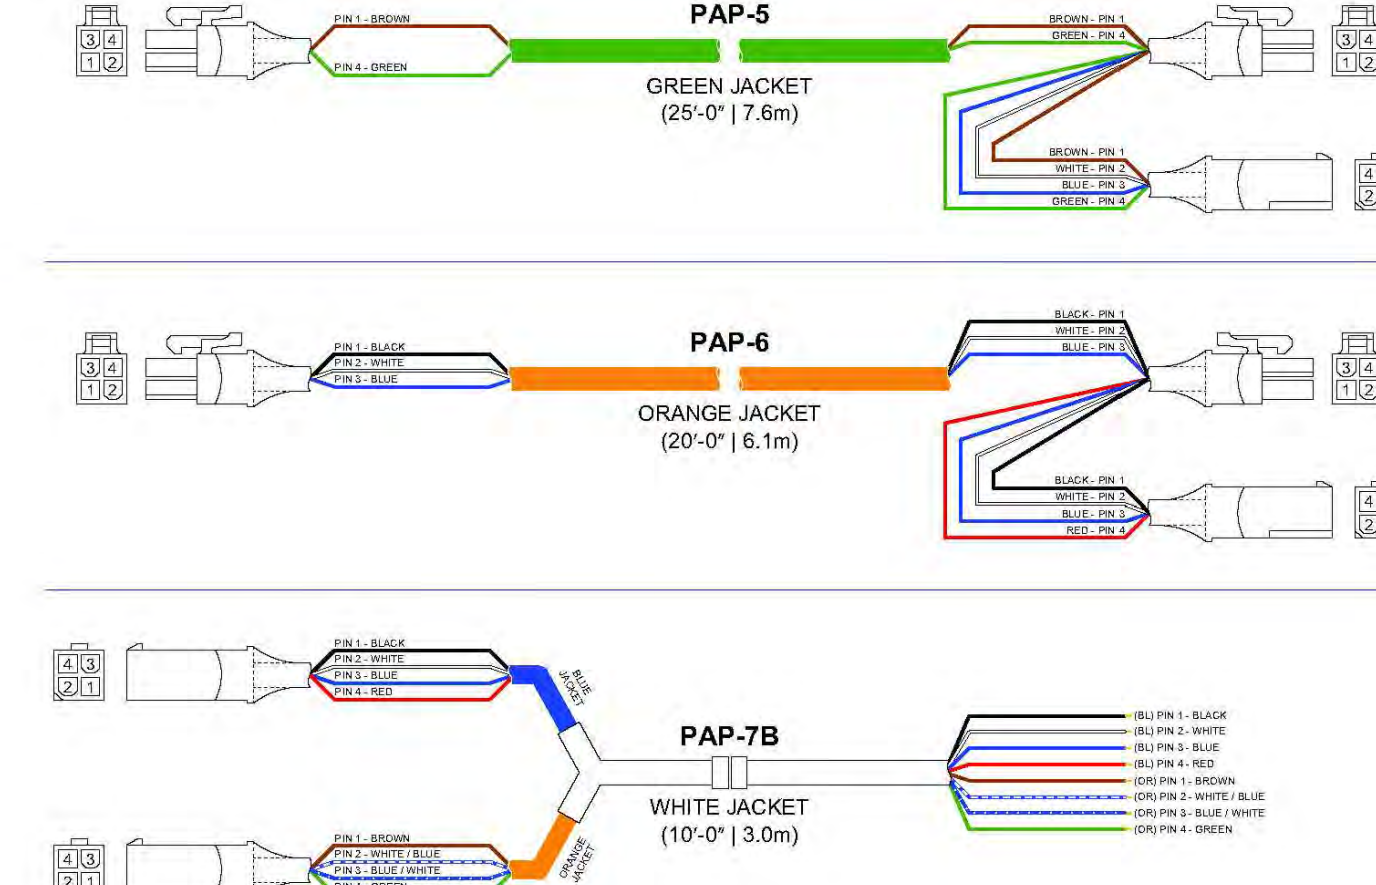 PAP-5
PIN 1 - BROWN
PIN 4 - GREEN
3 4
1 2
GREEN JACKET
(25'-0" | 7.6m)
BROWN - PIN 1
GREEN - PIN 4
3 4
1 2
BROWN - PIN 1
WHITE - PIN 2
BLUE - PIN 3
GREEN - PIN 4
4
2
PAP-6
PIN 1 - BLACK
PIN 2 - WHITE
PIN 3 - BLUE
3 4
1 2
ORANGE JACKET
(20'-0" | 6.1m)
BLACK - PIN 1
WHITE - PIN 2
BLUE - PIN 3
3 4
1 2
BLACK - PIN 1
WHITE - PIN 2
BLUE - PIN 3
RED - PIN 4
4
2
PIN 1 - BLACK
PIN 2 - WHITE
PIN 3 - BLUE
PIN 4 - RED
4 3
2 1
BLUE
JACKET
PAP-7B
WHITE JACKET
(10'-0" | 3.0m)
(BL) PIN 1 - BLACK
(BL) PIN 2 - WHITE
(BL) PIN 3 - BLUE
(BL) PIN 4 - RED
(OR) PIN 1 - BROWN
(OR) PIN 2 - WHITE / BLUE
(OR) PIN 3 - BLUE / WHITE
(OR) PIN 4 - GREEN
PIN 1 - BROWN
PIN 2 - WHITE / BLUE
PIN 3 - BLUE / WHITE
PIN 4 - GREEN
4 3
2 1
ORANGE
JACKET